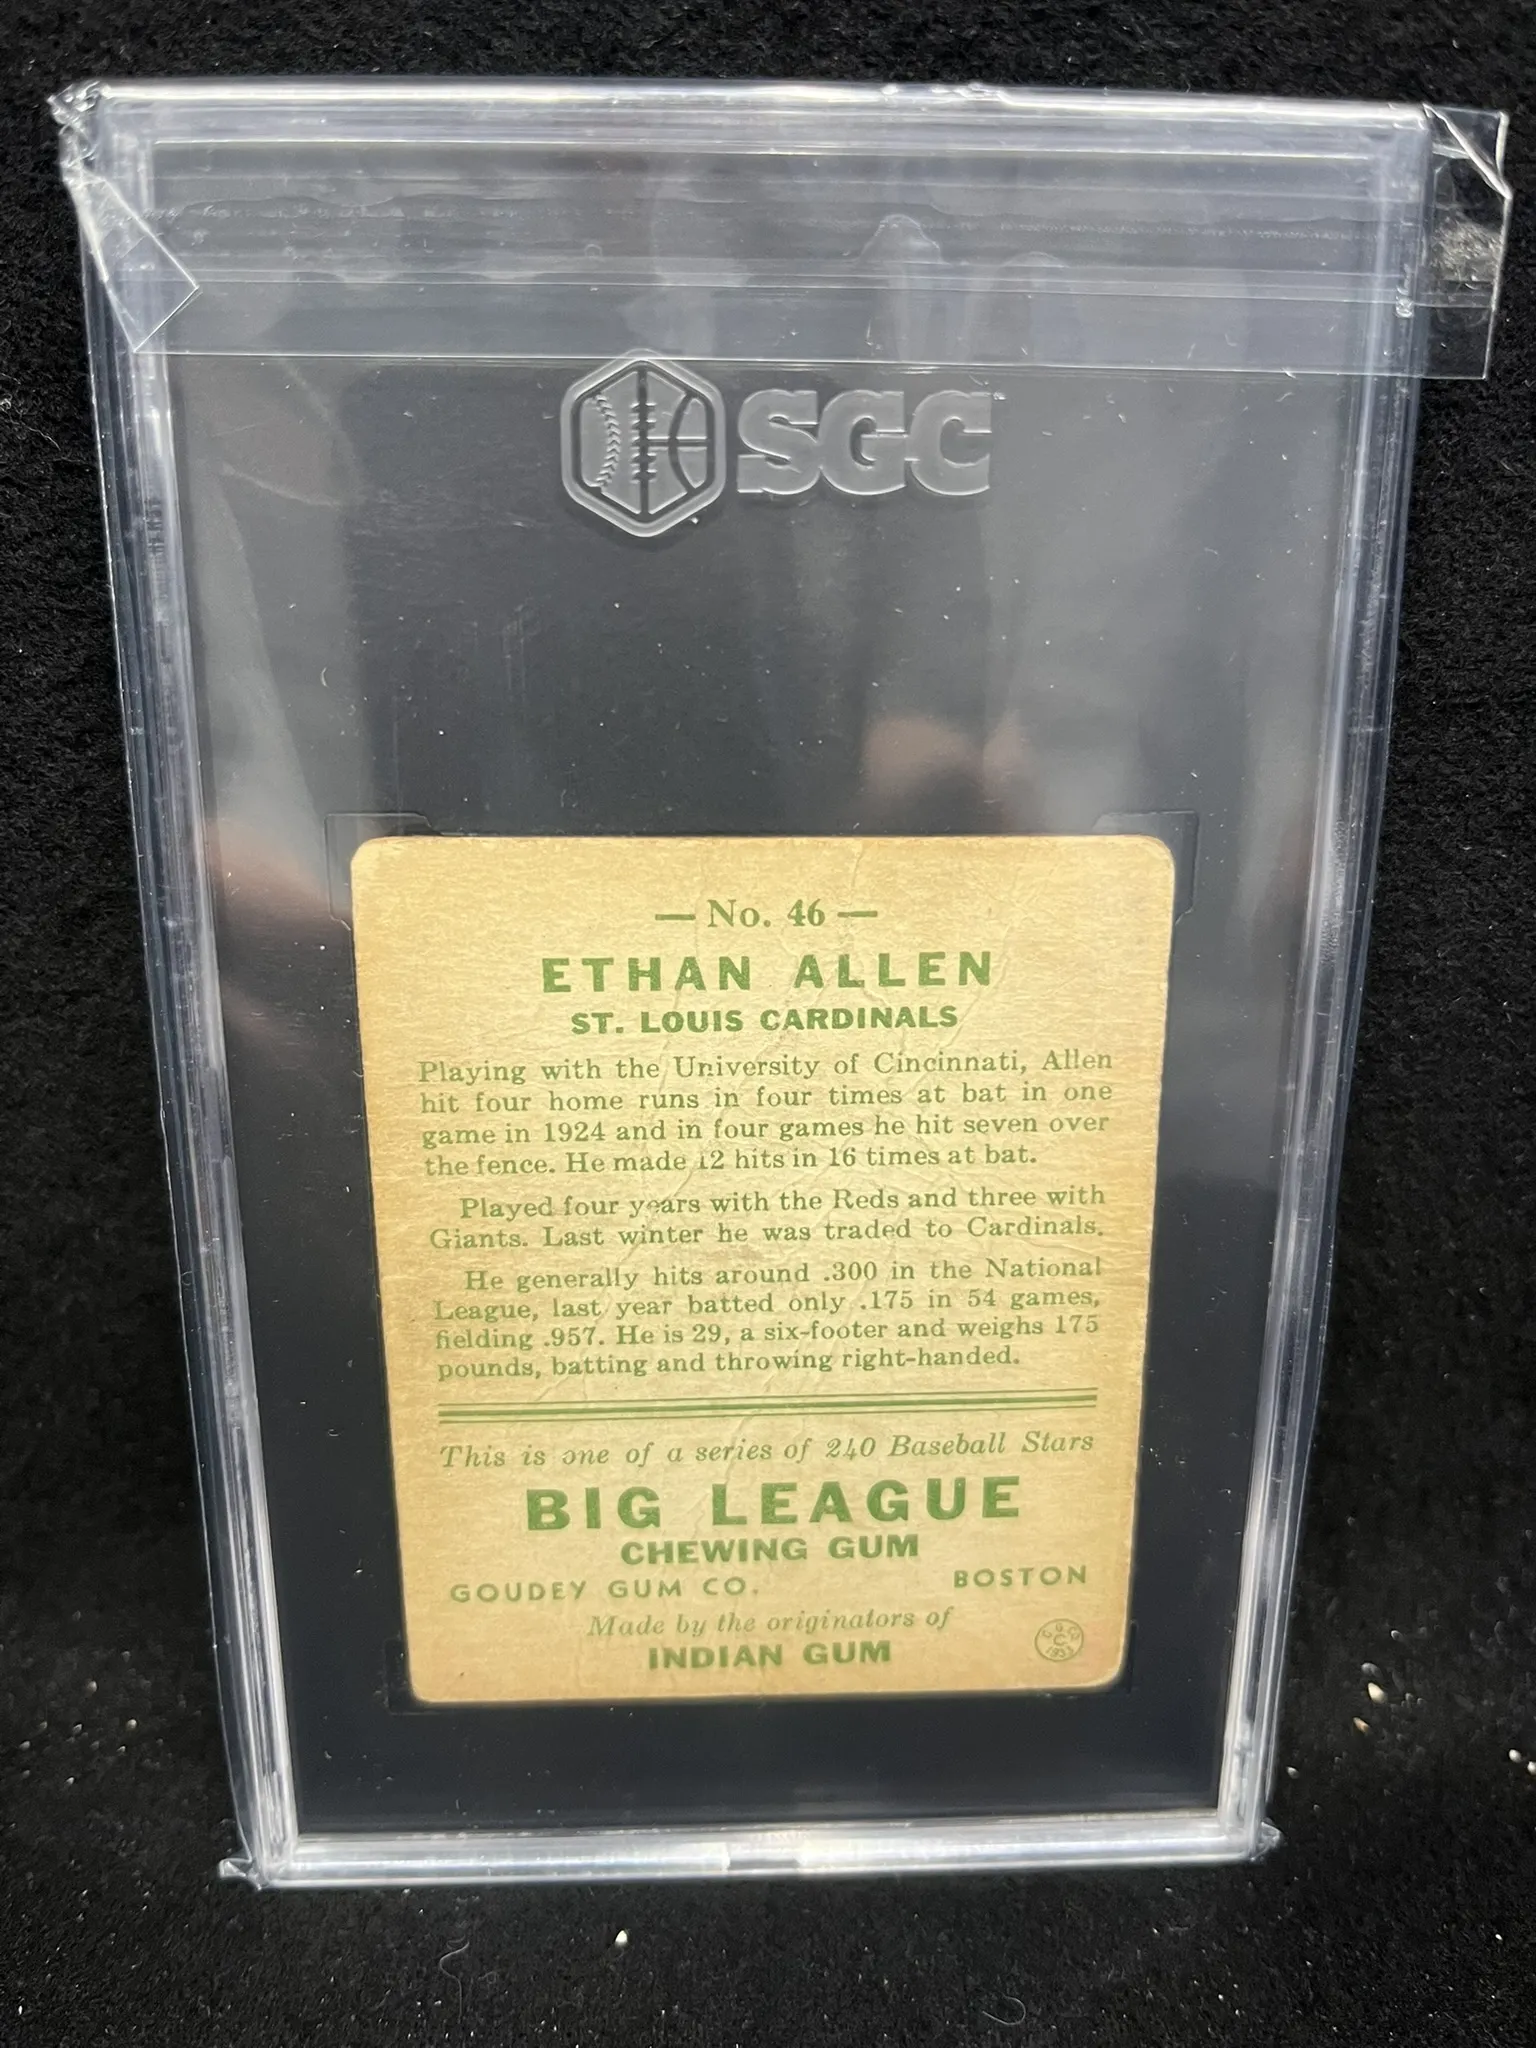 SGC
— No. 46 —
ETHAN ALLEN
ST. LOUIS CARDINALS
Playing with the University of Cincinnati, Allen
hit four home runs in four times at bat in one
game in 1924 and in four games he hit seven over
the fence. He made 12 hits in 16 times at bat.
Played four years with the Reds and three with
Giants. Last winter he was traded to Cardinals.
He generally hits around .300 in the National
League, last year batted only .175 in 54 games,
fielding .957. He is 29, a six-footer and weighs 175
pounds, batting and throwing right-handed.
This is one of a series of 240 Baseball Stars
BIG LEAGUE
CHEWING GUM
GOUDEY GUM CO. BOSTON
Made by the originators of
INDIAN GUM
G.G.Co.
C
1933